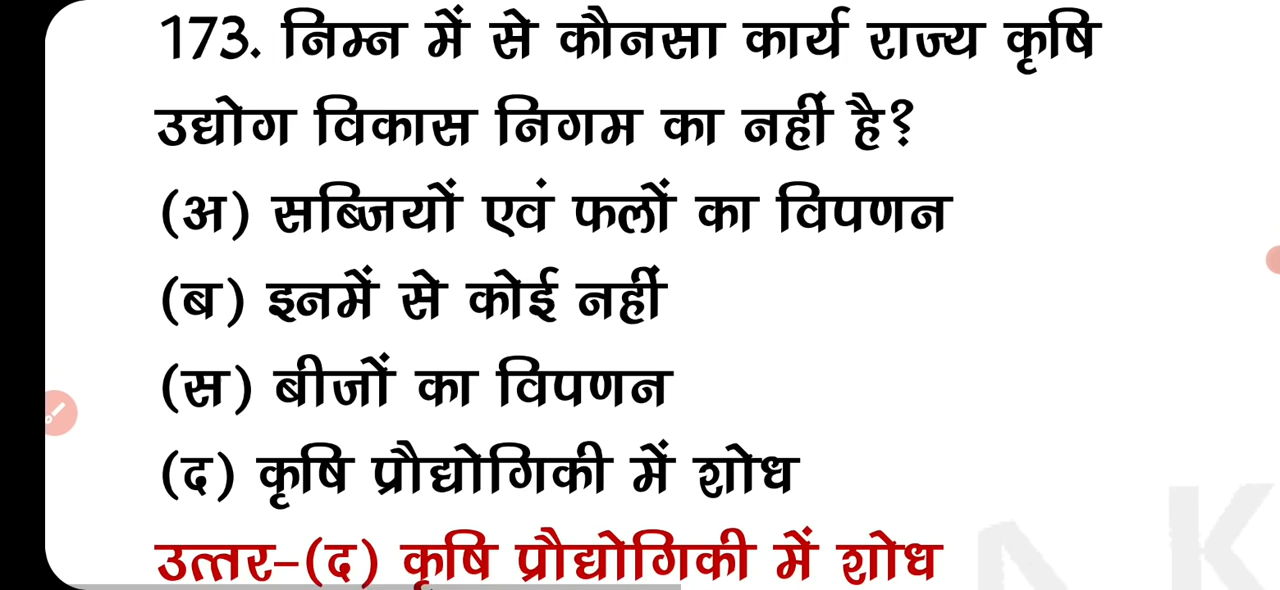 173. निम्न में से कौनसा कार्य राज्य कृषि
उद्योग विकास निगम का नहीं है?
(अ) सब्जियों एवं फलों का विपणन
(ब) इनमें से कोई नहीं
(स) बीजों का विपणन
(द) कृषि प्रौद्योगिकी में शोध
उत्तर–(द) कृषि प्रौद्योगिकी में शोध